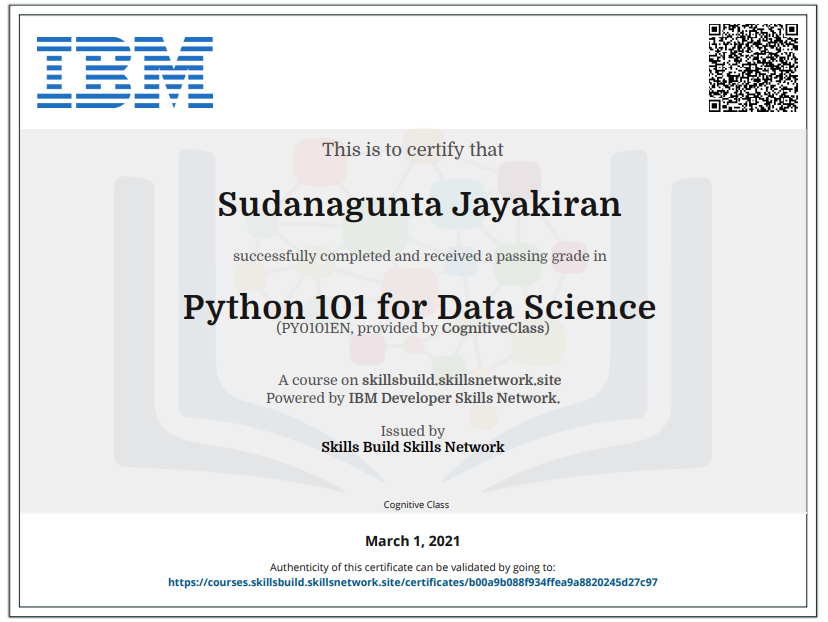 IBM
This is to certify that
Sudanagunta Jayakiran
successfully completed and received a passing grade in
Python 101 for Data Science
(PY0101EN, provided by CognitiveClass)
A course on skillsbuild.skillsnetwork.site
Powered by IBM Developer Skills Network.
Issued by
Skills Build Skills Network
Cognitive Class
March 1, 2021
Authenticity of this certificate can be validated by going to:
https://courses.skillsbuild.skillsnetwork.site/certificates/b00a9b088f934ffea9a8820245d27c97